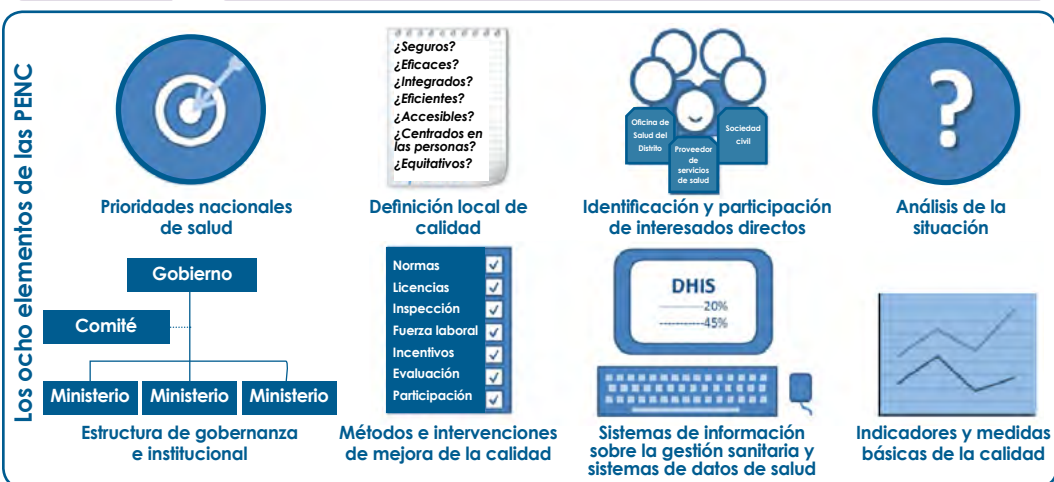 Los ocho elementos de las PENC
¿Seguros?
¿Eficaces?
¿Integrados?
¿Eficientes?
¿Accesibles?
¿Centrados en
las personas?
¿Equitativos?
Oficina de
Salud del
Distrito
Proveedor
de
servicios
de salud
Sociedad
civil
?
Prioridades nacionales
de salud
Definición local de
calidad
Identificación y participación
de interesados directos
Análisis de la
situación
Gobierno
Comité
Ministerio
Ministerio
Ministerio
Normas
Licencias
Inspección
Fuerza laboral
Incentivos
Evaluación
Participación
DHIS
--------20%
----------45%
Estructura de gobernanza
e institucional
Métodos e intervenciones
de mejora de la calidad
Sistemas de información
sobre la gestión sanitaria y
sistemas de datos de salud
Indicadores y medidas
básicas de la calidad